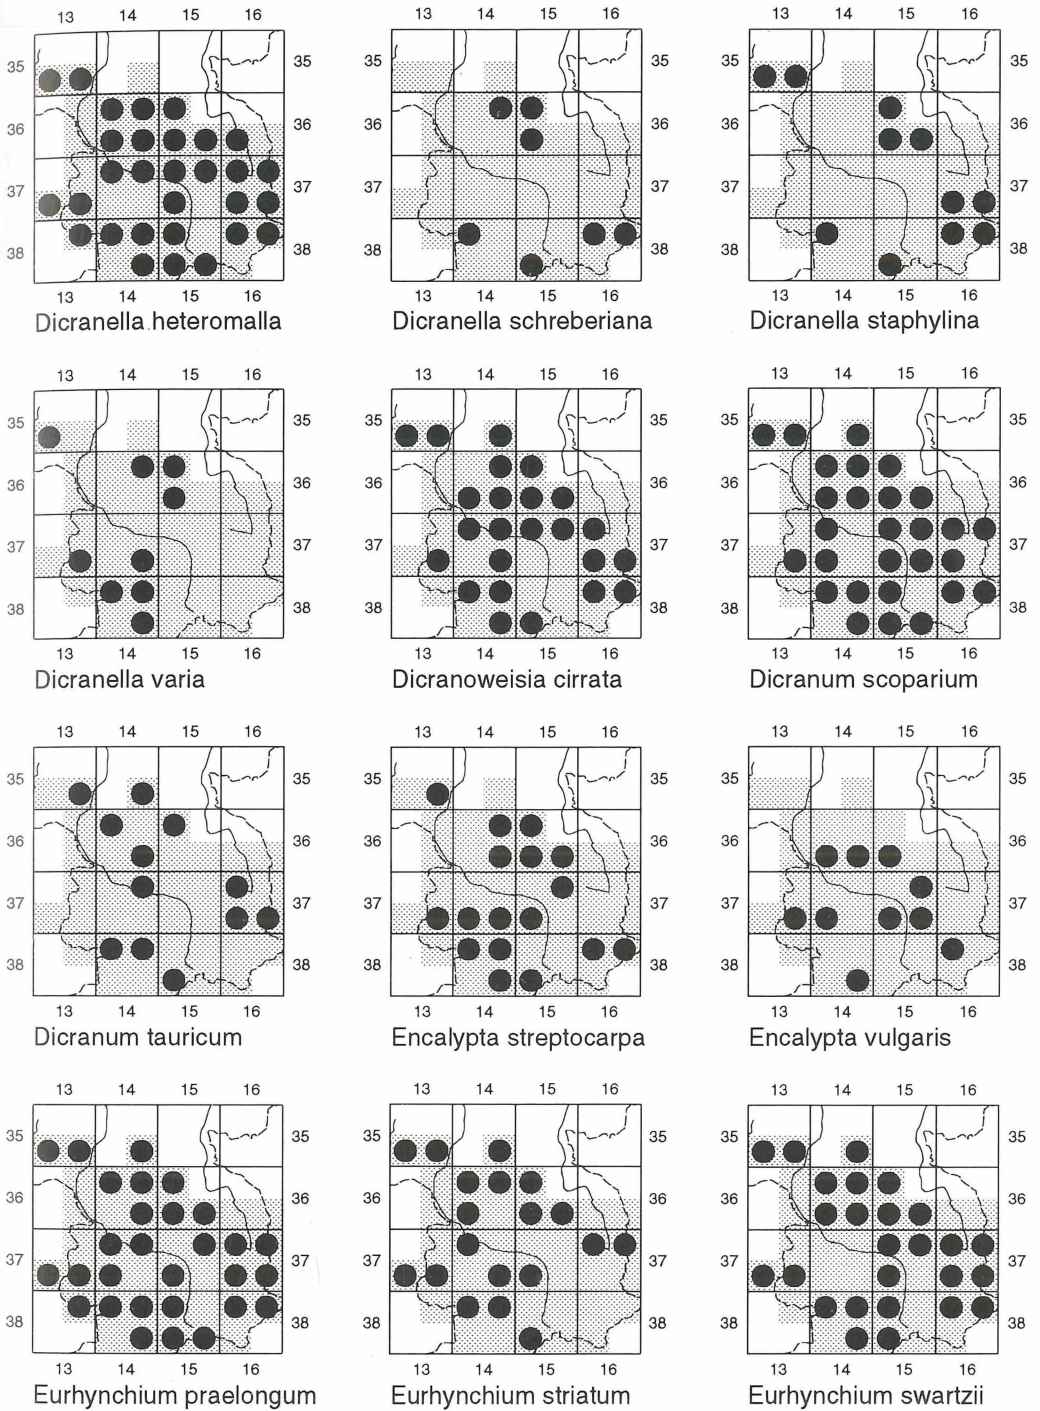 13 14 15 16 13 14 15 16 13 14 15 16
35 35 35 35 35 35
36 36 36 36 36 36
37 37 37 37 37 37
38 38 38 38 38 38
13 14 15 16 13 14 15 16 13 14 15 16
Dicranella heteromalla Dicranella schreberiana Dicranella staphylina
13 14 15 16 13 14 15 16 13 14 15 16
35 35 35 35 35 35
36 36 36 36 36 36
37 37 37 37 37 37
38 38 38 38 38 38
13 14 15 16 13 14 15 16 13 14 15 16
Dicranella varia Dicranoweisia cirrata Dicranum scoparium
13 14 15 16 13 14 15 16 13 14 15 16
35 35 35 35 35 35
36 36 36 36 36 36
37 37 37 37 37 37
38 38 38 38 38 38
13 14 15 16 13 14 15 16 13 14 15 16
Dicranum tauricum Encalypta streptocarpa Encalypta vulgaris
13 14 15 16 13 14 15 16 13 14 15 16
35 35 35 35 35 35
36 36 36 36 36 36
37 37 37 37 37 37
38 38 38 38 38 38
13 14 15 16 13 14 15 16 13 14 15 16
Eurhynchium praelongum Eurhynchium striatum Eurhynchium swartzii